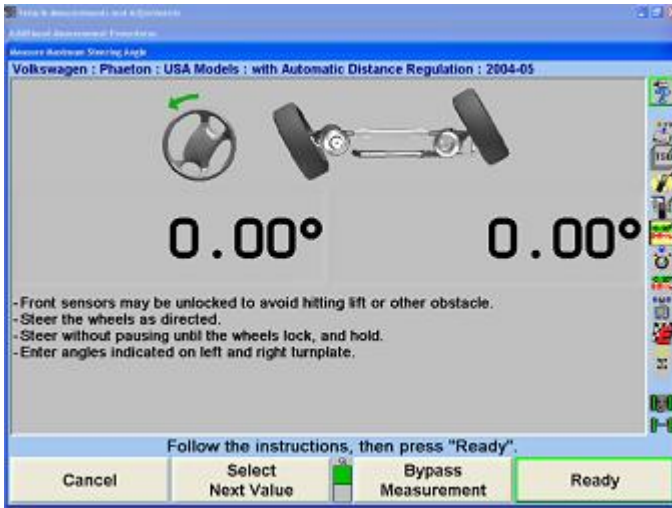 Measure Maximum Steering Angle
Volkswagen : Phaeton : USA Models : with Automatic Distance Regulation : 2004-05
0.00° 0.00°
-Front sensors may be unlocked to avoid hitting lift or other obstacle.
-Steer the wheels as directed.
-Steer without pausing until the wheels lock, and hold.
-Enter angles indicated on left and right turnplate.
Follow the instructions, then press "Ready".
Cancel
Select
Next Value
Bypass
Measurement
Ready